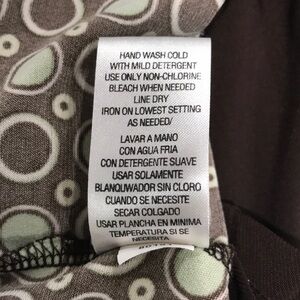 HAND WASH COLD
WITH MILD DETERGENT
USE ONLY NON-CHLORINE
BLEACH WHEN NEEDED
LINE DRY
IRON ON LOWEST SETTING
AS NEEDED/
LAVAR A MANO
CON AGUA FRIA
CON DETERGENTE SUAVE
USAR SOLAMENTE
BLANQUWADOR SIN CLORO
CUANDO SE NECESITE
SECAR COLGADO
USAR PLANCHA EN MINIMA
TEMPERATURA SI SE
NECESITA